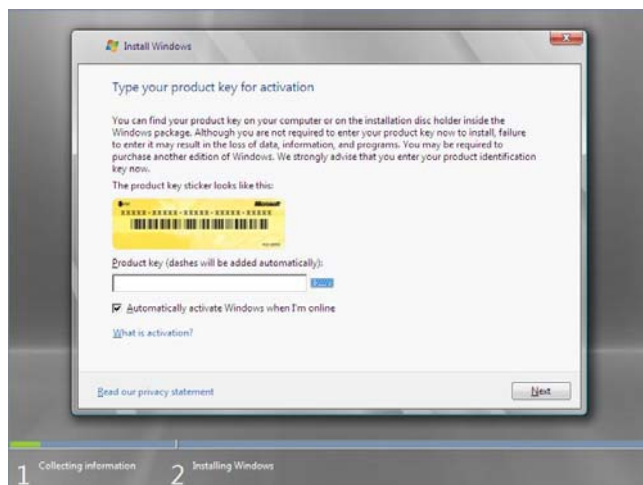 Install Windows
Type your product key for activation
You can find your product key on your computer or on the installation disc holder inside the
Windows package. Although you are not required to enter your product key now to install, failure
to enter it may result in the loss of data, information, and programs. You may be required to
purchase another edition of Windows. We strongly advise that you enter your product identification
key now.
The product key sticker looks like this:
Microsoft
XXXXX-XXXXX-XXXXX-XXXXX-XXXXX
Product key (dashes will be added automatically):
Automatically activate Windows when I'm online
What is activation?
Read our privacy statement
Next
1 Collecting information 2 Installing Windows